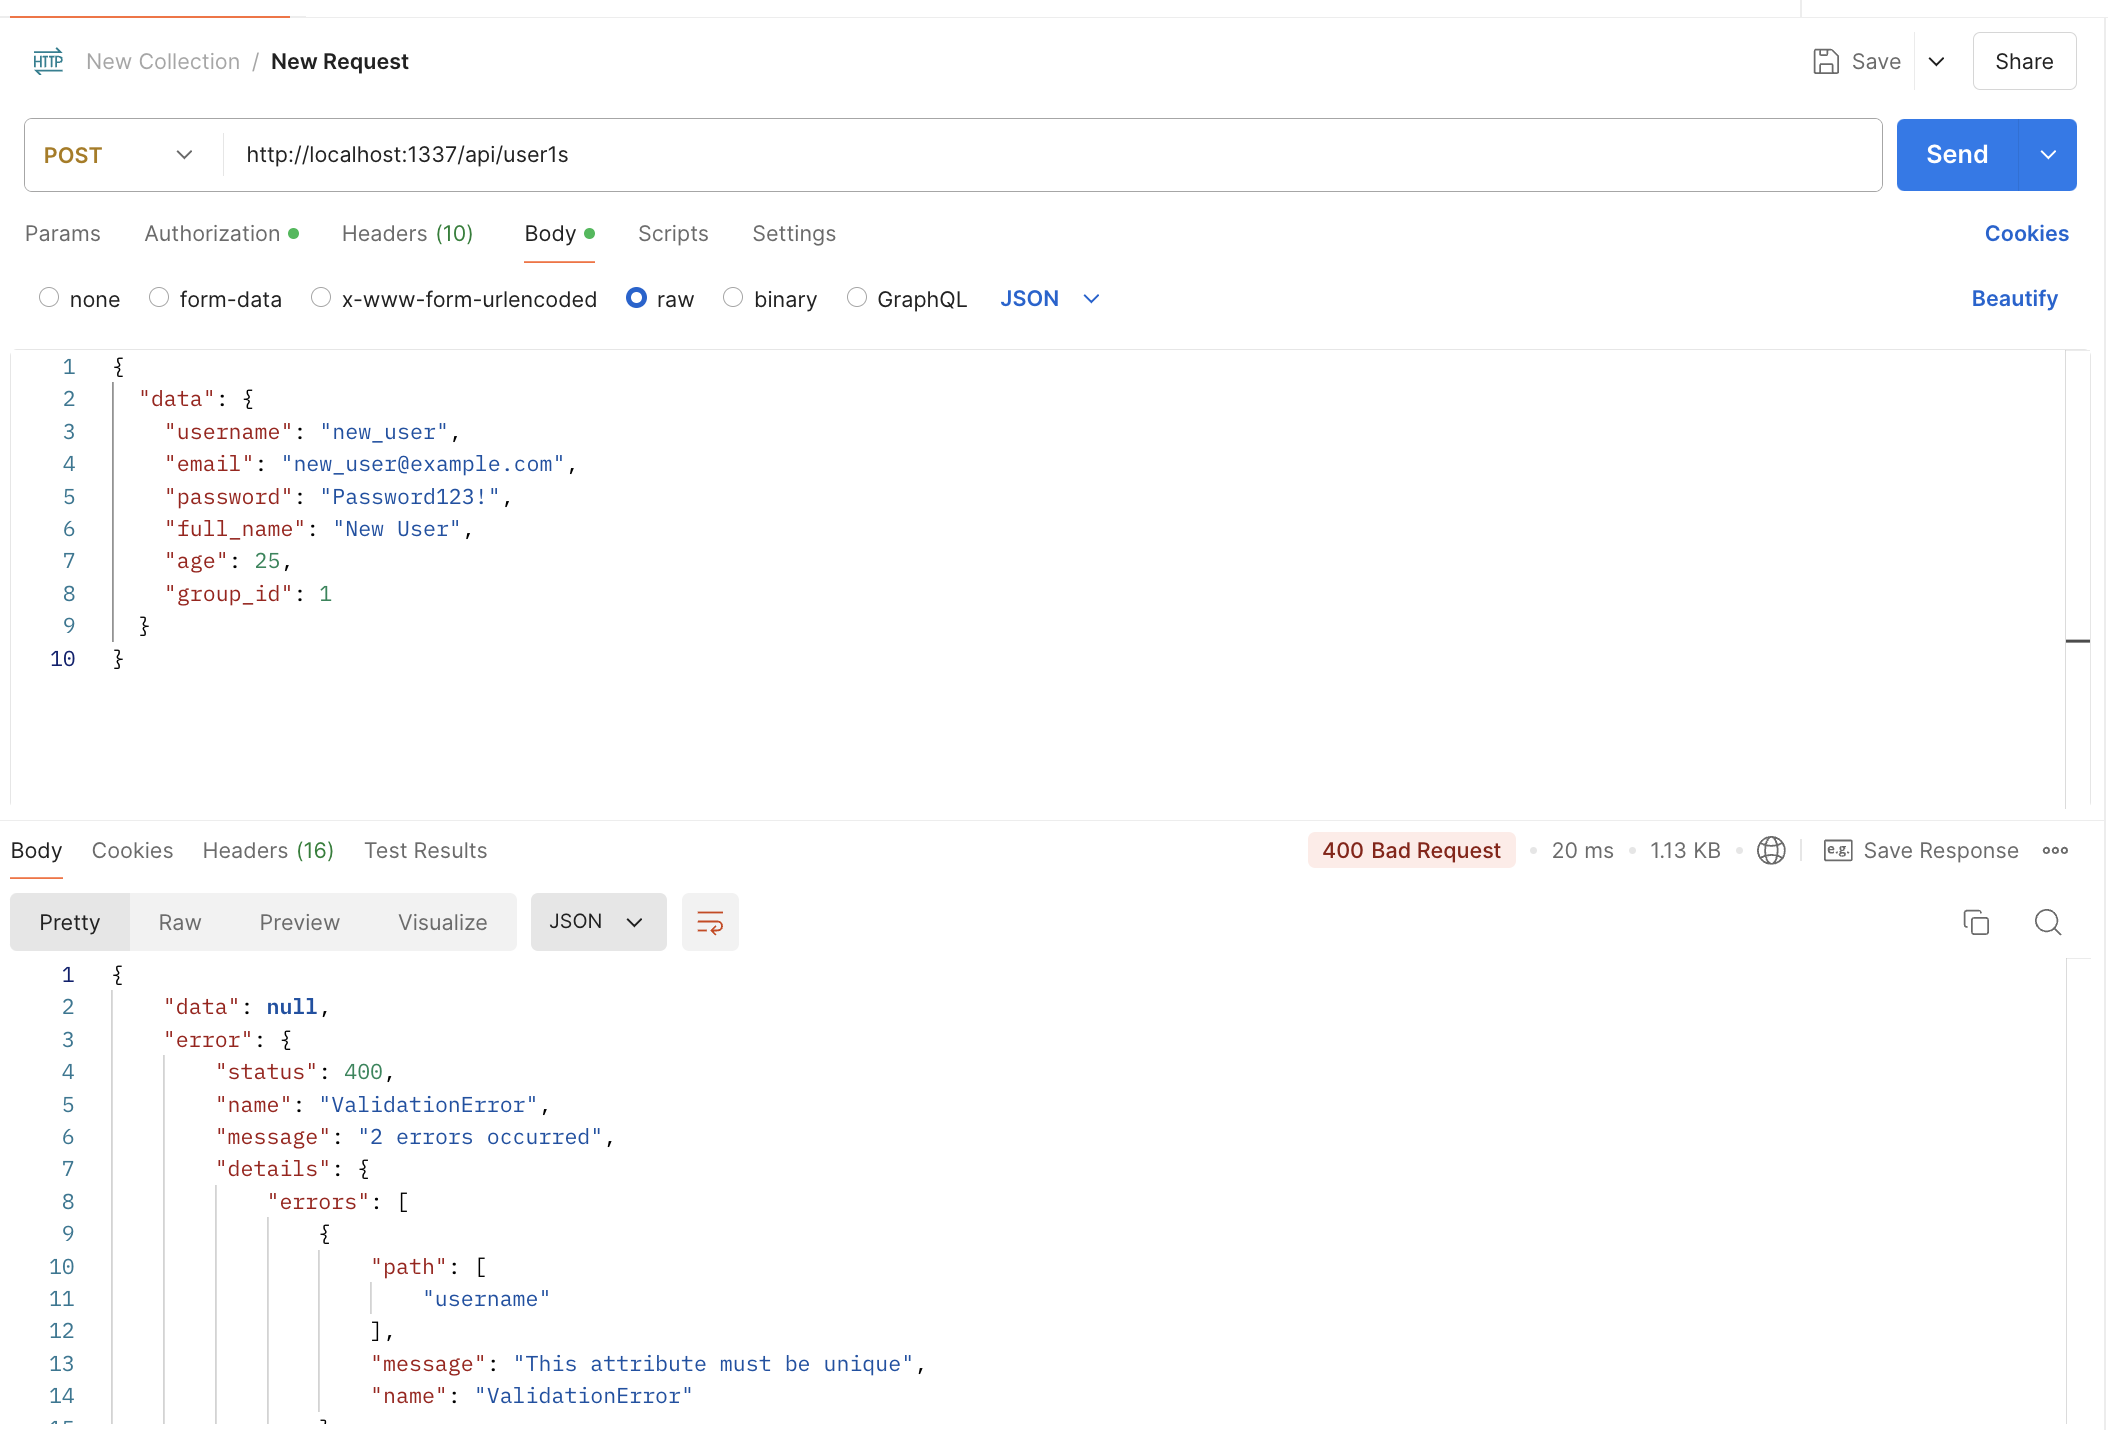 HTTP New Collection / New Request Save Share
POST http://localhost:1337/api/user1s Send
Params Authorization Headers (10) Body Scripts Settings Cookies
none form-data x-www-form-urlencoded raw binary GraphQL JSON Beautify
1 {
2 "data": {
3 "username": "new_user",
4 "email": "new_user@example.com",
5 "password": "Password123!",
6 "full_name": "New User",
7 "age": 25,
8 "group_id": 1
9 }
10 }
Body Cookies Headers (16) Test Results 400 Bad Request • 20 ms • 1.13 KB • e.g. Save Response
Pretty Raw Preview Visualize JSON
1 {
2 "data": null,
3 "error": {
4 "status": 400,
5 "name": "ValidationError",
6 "message": "2 errors occurred",
7 "details": {
8 "errors": [
9 {
10 "path": [
11 "username"
12 ],
13 "message": "This attribute must be unique",
14 "name": "ValidationError"